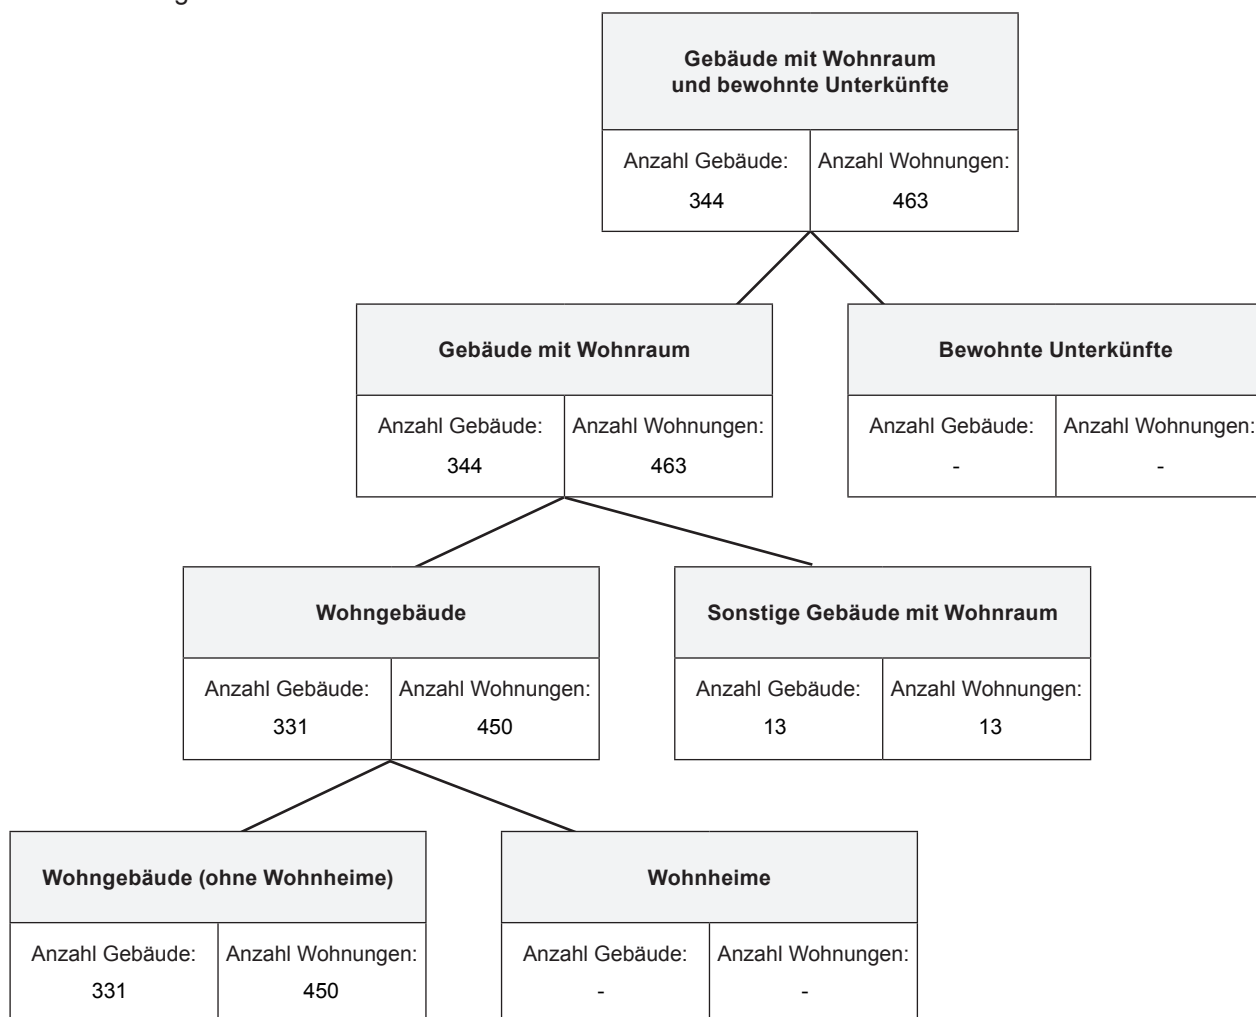 Gebäude mit Wohnraum
und bewohnte Unterkünfte
Anzahl Gebäude: Anzahl Wohnungen:
344 463
Gebäude mit Wohnraum
Anzahl Gebäude: Anzahl Wohnungen:
344 463
Bewohnte Unterkünfte
Anzahl Gebäude: Anzahl Wohnungen:
- -
Wohngebäude
Anzahl Gebäude: Anzahl Wohnungen:
331 450
Sonstige Gebäude mit Wohnraum
Anzahl Gebäude: Anzahl Wohnungen:
13 13
Wohngebäude (ohne Wohnheime)
Anzahl Gebäude: Anzahl Wohnungen:
331 450
Wohnheime
Anzahl Gebäude: Anzahl Wohnungen:
- -